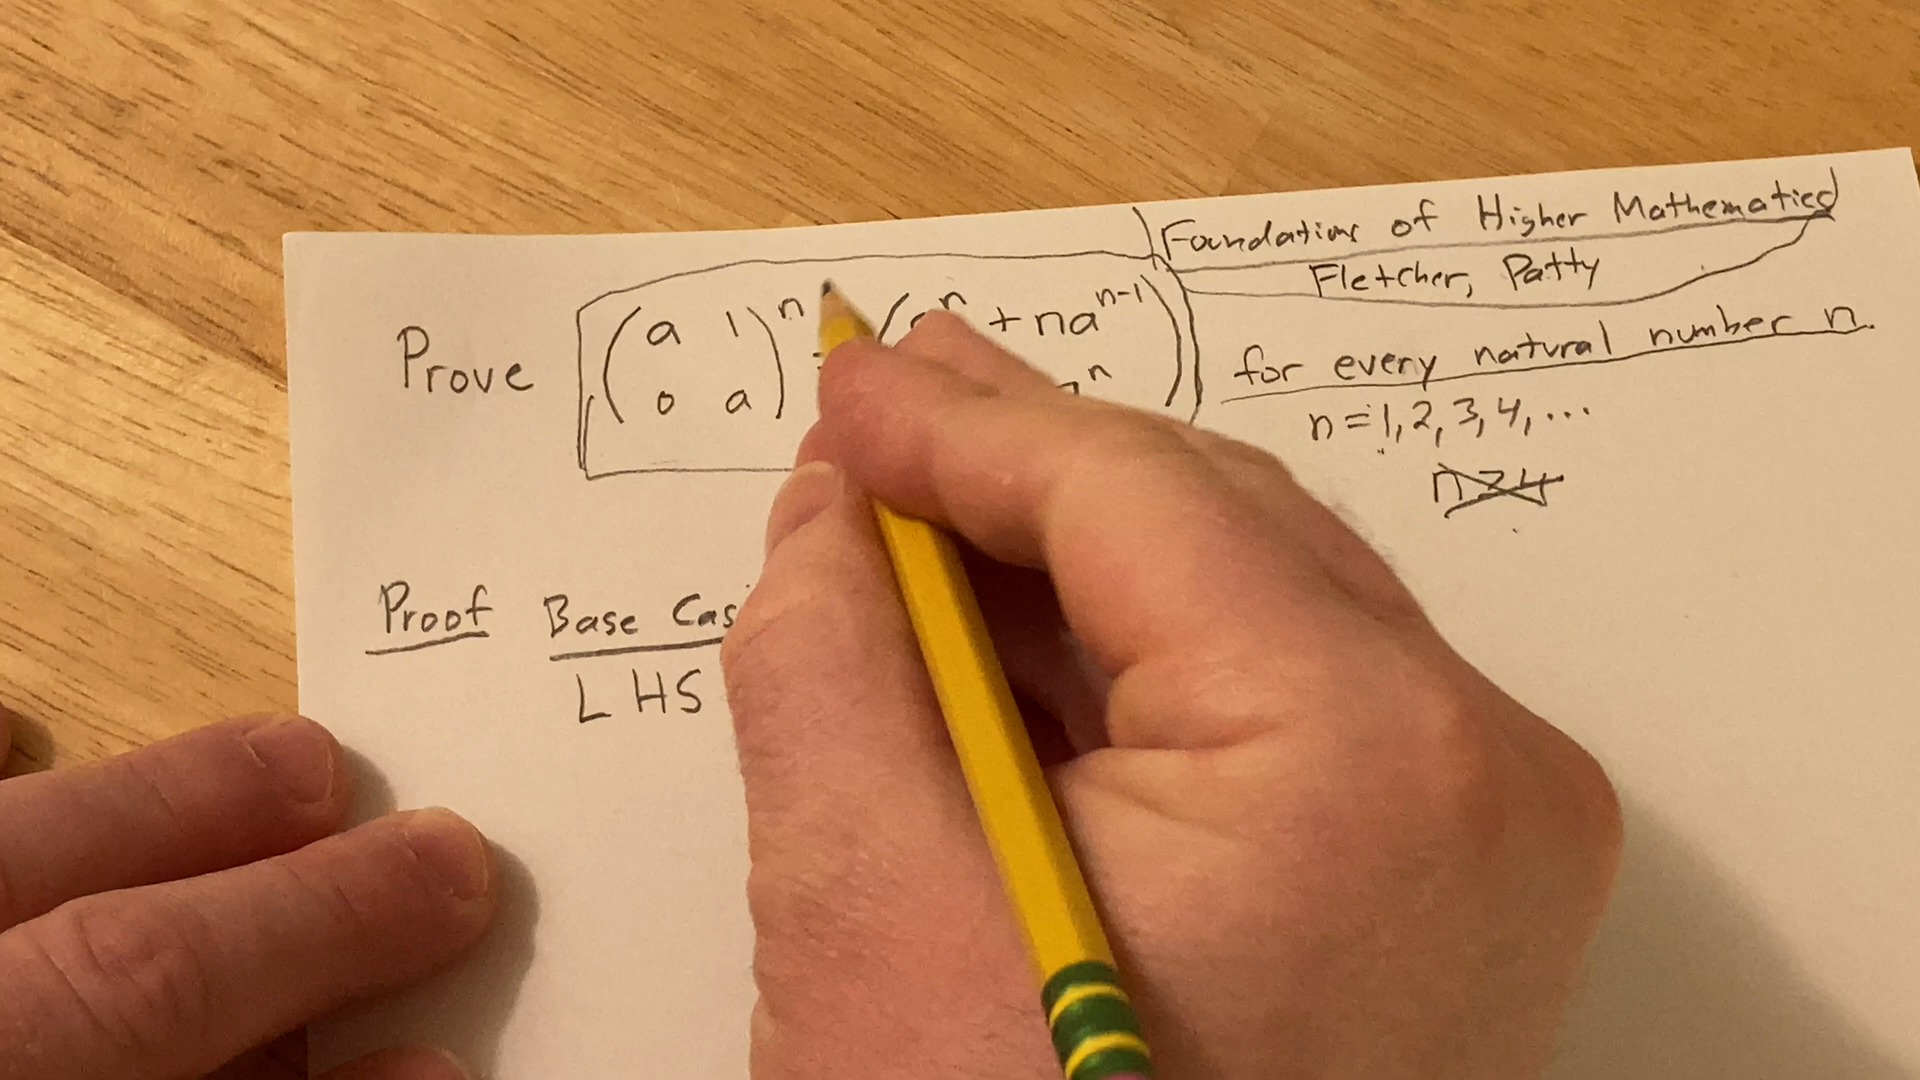 Foundations of Higher Mathematics
Fletcher, Patty
Prove (a 1)^n (a^n + na^{n-1})
(0 a) a^n
for every natural number n.
n = 1, 2, 3, 4, ...
n ≥ 4
Proof Base Cas
LHS